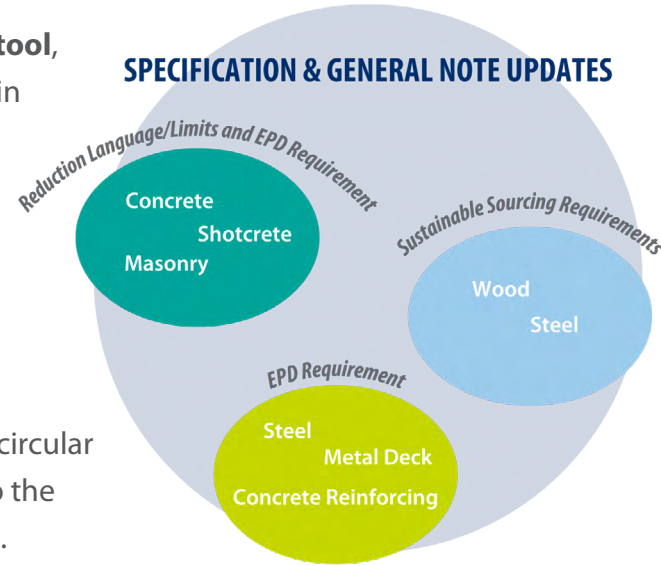 tool,
in
SPECIFICATION & GENERAL NOTE UPDATES
Reduction Language/Limits and EPD Requirement
Concrete
Shotcrete
Masonry
Sustainable Sourcing Requirements
Wood
Steel
EPD Requirement
Steel
Metal Deck
Concrete Reinforcing
circular
the
.